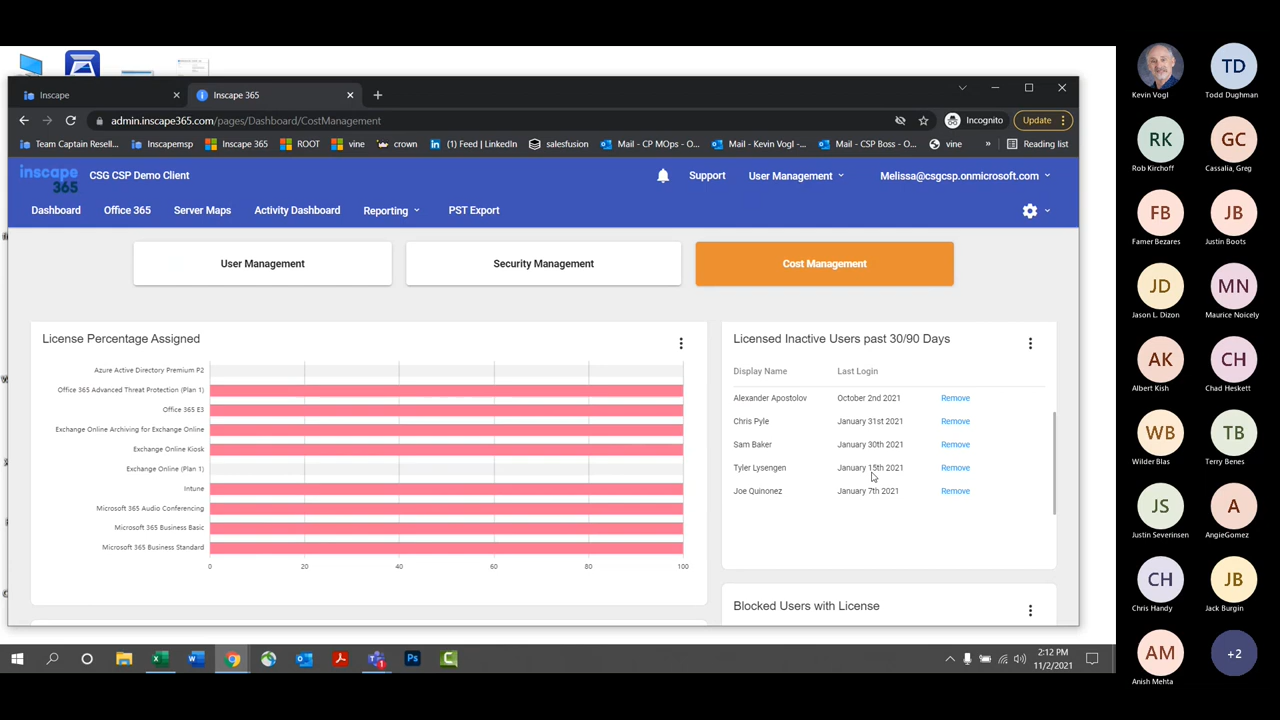 Inscape
Inscape 365
admin.inscape365.com/pages/Dashboard/CostManagement
Incognito
Update
Team Captain Resell...
Inscapemsp
Inscape 365
ROOT
vine
crown
(1) Feed | LinkedIn
salesfusion
Mail - CP MOps - O...
Mail - Kevin Vogl -...
Mail - CSP Boss - O...
vine
»
Reading list
inscape
365
CSG CSP Demo Client
Support
User Management
Melissa@csgcsp.onmicrosoft.com
Dashboard
Office 365
Server Maps
Activity Dashboard
Reporting
PST Export
User Management
Security Management
Cost Management
License Percentage Assigned
Azure Active Directory Premium P2
Office 365 Advanced Threat Protection (Plan 1)
Office 365 E3
Exchange Online Archiving for Exchange Online
Exchange Online Kiosk
Exchange Online (Plan 1)
Intune
Microsoft 365 Audio Conferencing
Microsoft 365 Business Basic
Microsoft 365 Business Standard
0 20 40 60 80 100
Licensed Inactive Users past 30/90 Days
Display Name Last Login
Alexander Apostolov October 2nd 2021 Remove
Chris Pyle January 31st 2021 Remove
Sam Baker January 30th 2021 Remove
Tyler Lysengen January 15th 2021 Remove
Joe Quinonez January 7th 2021 Remove
Blocked Users with License
2:12 PM
11/2/2021
Kevin Vogl
TD
Todd Dughman
RK
Rob Kirchoff
GC
Cassalia, Greg
FB
Famer Bezares
JB
Justin Boots
JD
Jason L. Dizon
MN
Maurice Noicely
AK
Albert Kish
CH
Chad Heskett
WB
Wilder Blas
TB
Terry Benes
JS
Justin Severinsen
A
AngieGomez
CH
Chris Handy
JB
Jack Burgin
AM
Anish Mehta
+2